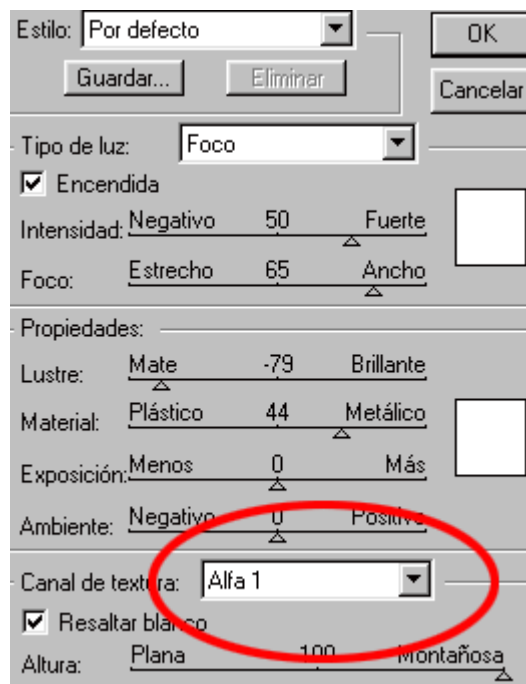 Estilo: Por defecto OK
Guardar... Eliminar Cancelar
Tipo de luz: Foco
Encendida
Intensidad: Negativo 50 Fuerte
Foco: Estrecho 65 Ancho
Propiedades:
Lustre: Mate -79 Brillante
Material: Plástico 44 Metálico
Exposición: Menos 0 Más
Ambiente: Negativo 0 Positivo
Canal de textura: Alfa 1
Resaltar blanco
Altura: Plana 100 Montañosa